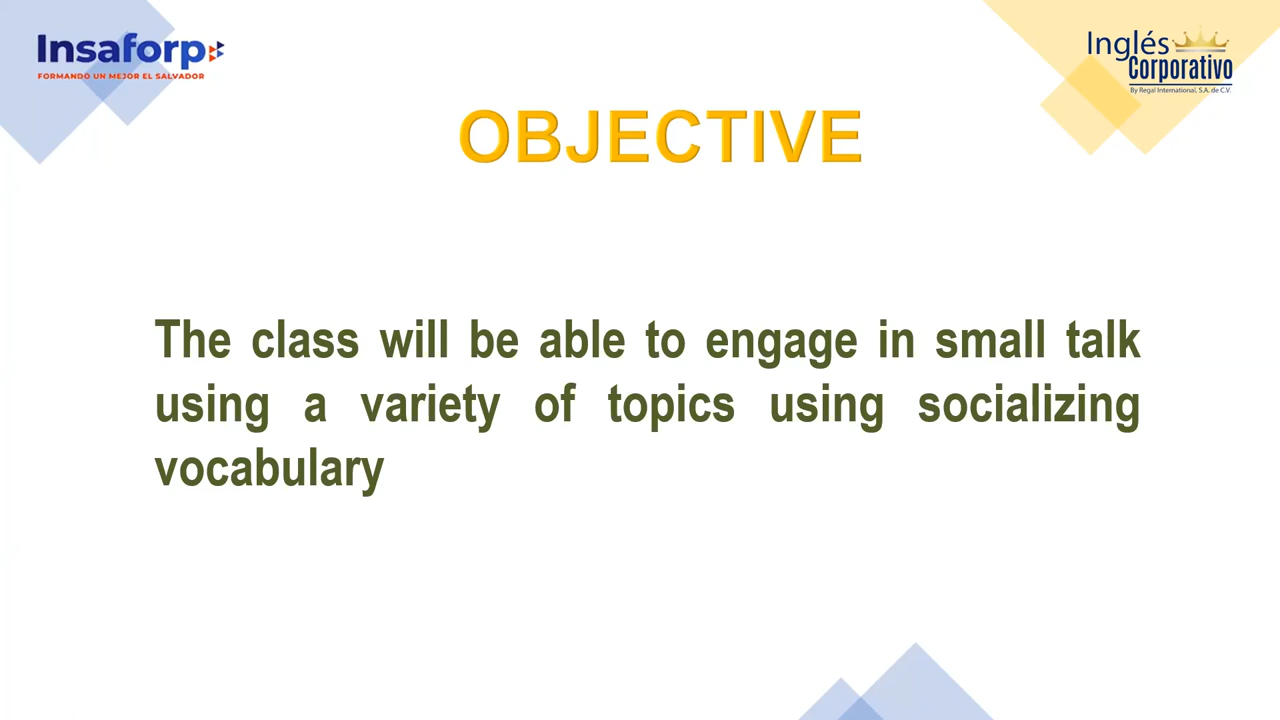 Insaforp
FORMANDO UN MEJOR EL SALVADOR
Inglés
Corporativo
By Regal International, S.A. de C.V.
OBJECTIVE
The class will be able to engage in small talk
using a variety of topics using socializing
vocabulary